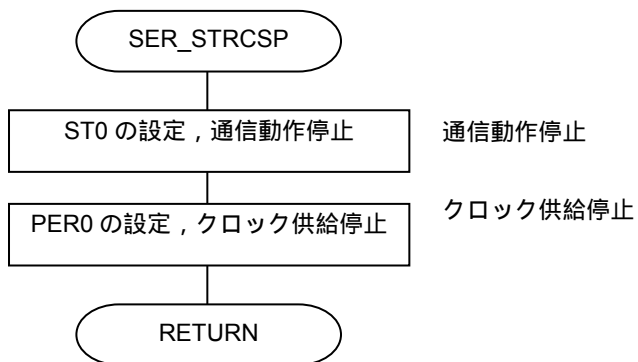 SER_STRCSP
ST0 の設定，通信動作停止
通信動作停止
PER0 の設定，クロック供給停止
クロック供給停止
RETURN